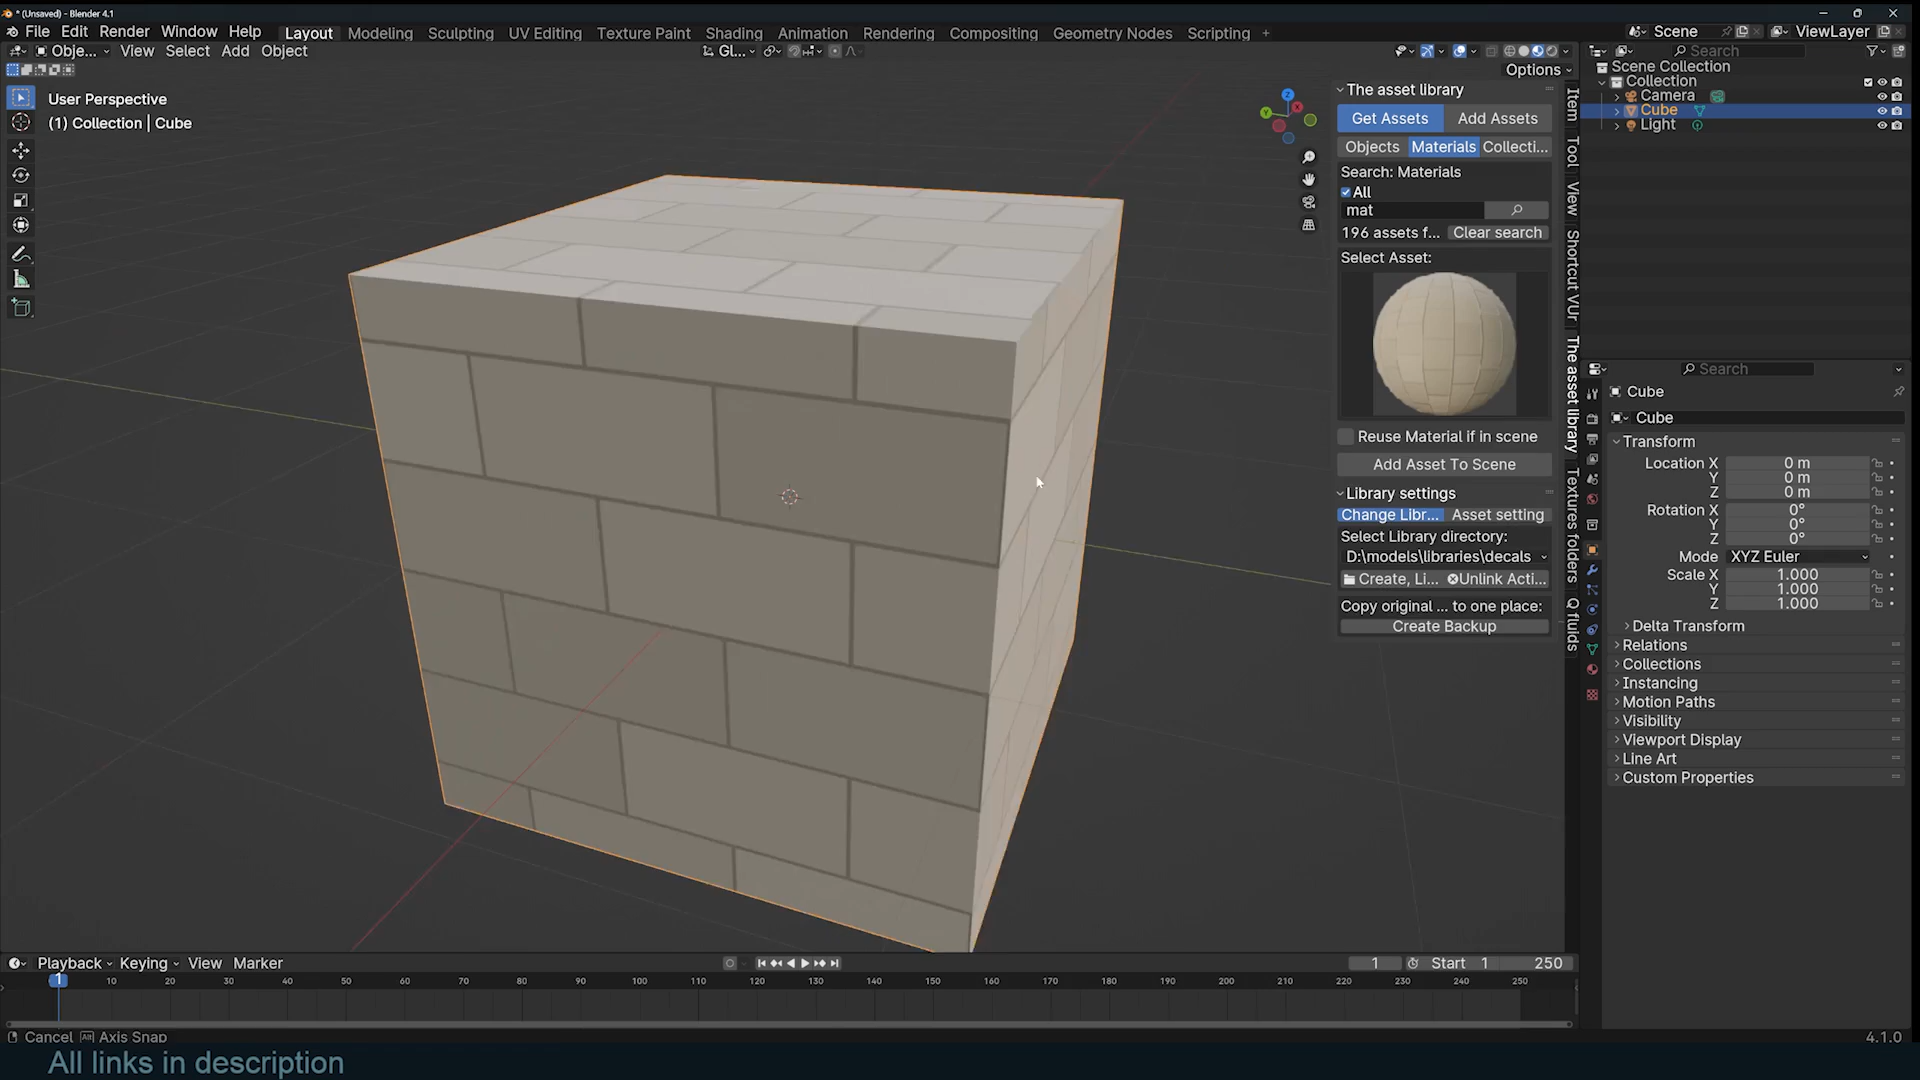 * (Unsaved) - Blender 4.1
File Edit Render Window Help Layout Modeling Sculpting UV Editing Texture Paint Shading Animation Rendering Compositing Geometry Nodes Scripting + Scene ViewLayer
Obje... View Select Add Object Gl... Search
Options
User Perspective
(1) Collection | Cube
The asset library
Get Assets Add Assets
Objects Materials Collecti...
Search: Materials
All
mat
196 assets f... Clear search
Select Asset:
Reuse Material if in scene
Add Asset To Scene
Library settings
Change Libr... Asset setting
Select Library directory:
D:\models\libraries\decals
Create, Li... Unlink Acti...
Copy original ... to one place:
Create Backup
Item
Tool
View
Shortcut VUr
The asset library
Textures folders
Q fluids
Scene Collection
Collection
Camera
Cube
Light
Search
Cube
Cube
Transform
Location X 0 m
Y 0 m
Z 0 m
Rotation X 0°
Y 0°
Z 0°
Mode XYZ Euler
Scale X 1.000
Y 1.000
Z 1.000
Delta Transform
Relations
Collections
Instancing
Motion Paths
Visibility
Viewport Display
Line Art
Custom Properties
Playback Keying View Marker 1 Start 1 250
1 10 20 30 40 50 60 70 80 90 100 110 120 130 140 150 160 170 180 190 200 210 220 230 240 250
Cancel Alt Axis Snap 4.1.0
All links in description